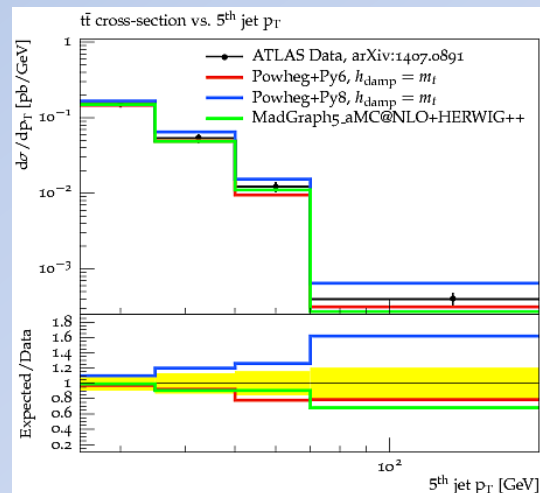 tt̄ cross-section vs. 5th jet pT
dσ/dpT [pb/GeV]
1
10⁻¹
10⁻²
10⁻³
ATLAS Data, arXiv:1407.0891
Powheg+Py6, hdamp = mt
Powheg+Py8, hdamp = mt
MadGraph5_aMC@NLO+HERWIG++
Expected/Data
1.8
1.6
1.4
1.2
1
0.8
0.6
0.4
0.2
10²
5th jet pT [GeV]